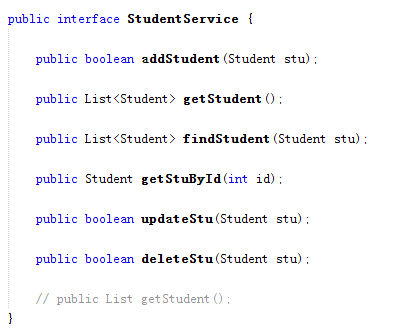 public interface StudentService {
public boolean addStudent(Student stu);
public List<Student> getStudent();
public List<Student> findStudent(Student stu);
public Student getStuById(int id);
public boolean updateStu(Student stu);
public boolean deleteStu(Student stu);
// public List getStudent();
}